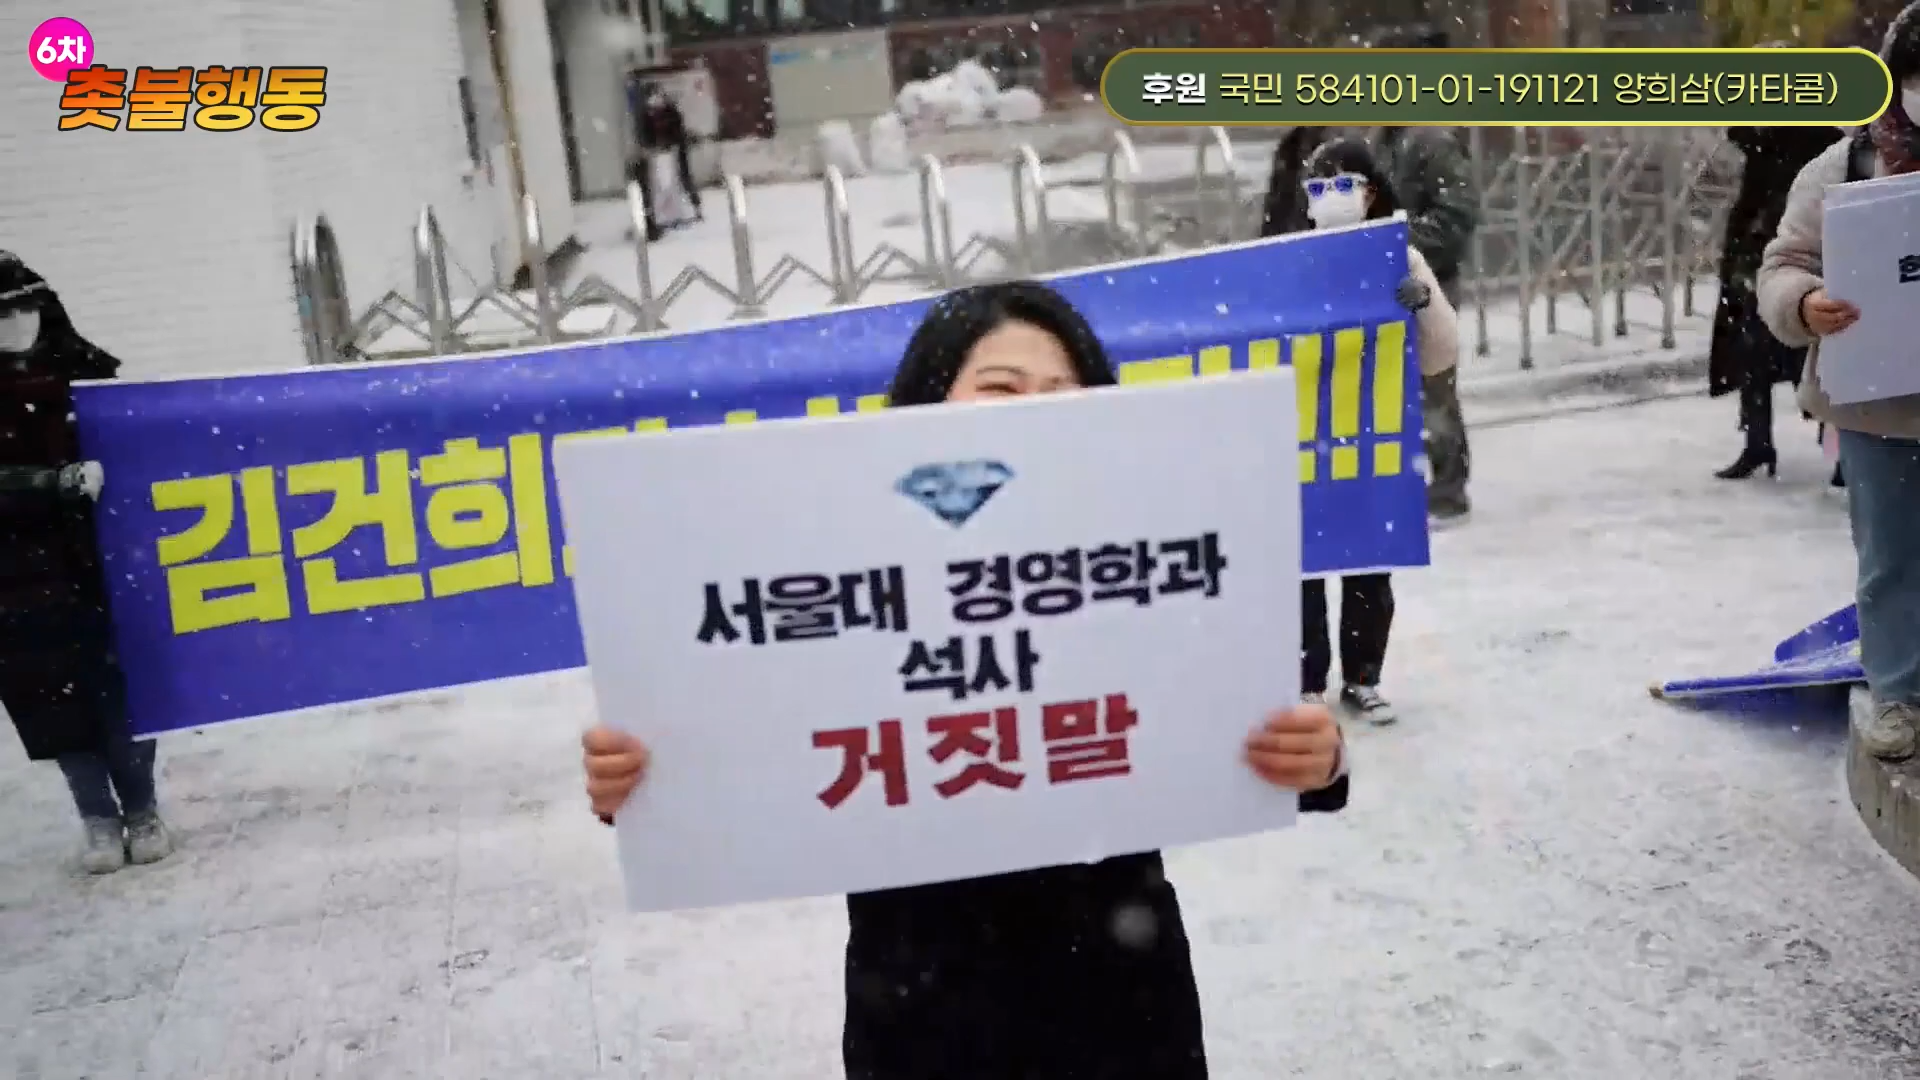 6차
촛불행동
후원 국민 584101-01-191121 양희삼(카타콤)
김건희
!!!
서울대 경영학과
석사
거짓말